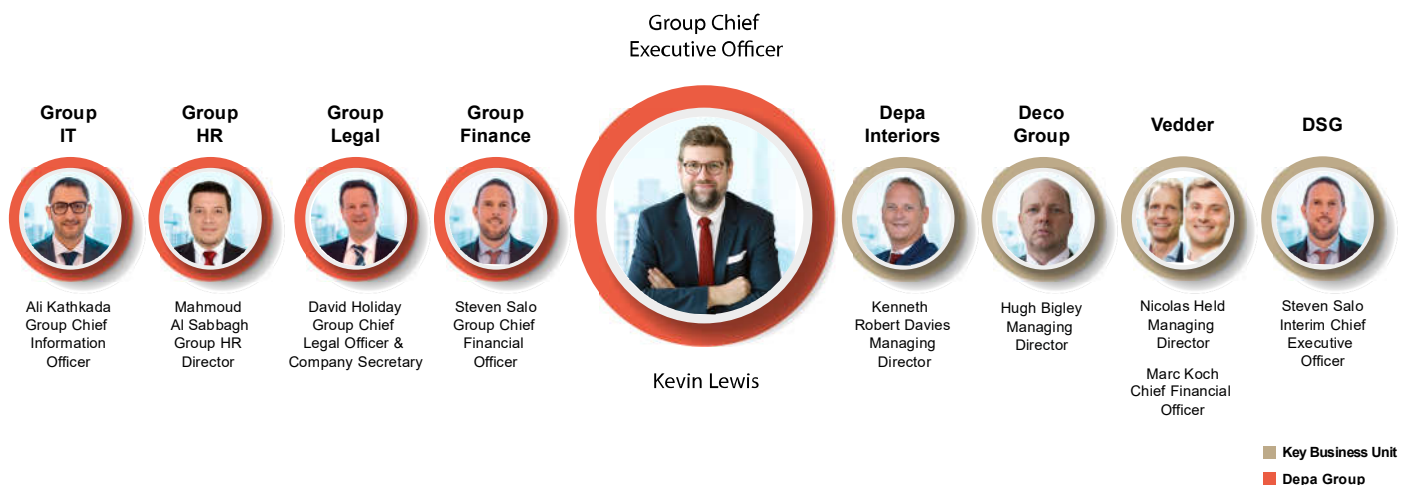 Group Chief
Executive Officer
Group
IT
Group
HR
Group
Legal
Group
Finance
Depa
Interiors
Deco
Group
Vedder
DSG
Ali Kathkada
Group Chief
Information
Officer
Mahmoud
Al Sabbagh
Group HR
Director
David Holiday
Group Chief
Legal Officer &
Company Secretary
Steven Salo
Group Chief
Financial
Officer
Kevin Lewis
Kenneth
Robert Davies
Managing
Director
Hugh Bigley
Managing
Director
Nicolas Held
Managing
Director
Marc Koch
Chief Financial
Officer
Steven Salo
Interim Chief
Executive
Officer
Key Business Unit
Depa Group